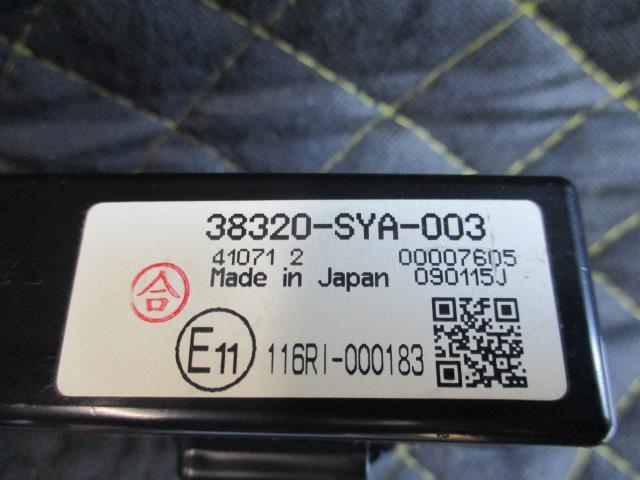 38320-SYA-003
41071 2 00007605
Made in Japan 090115J
合
E11 116RI-000183